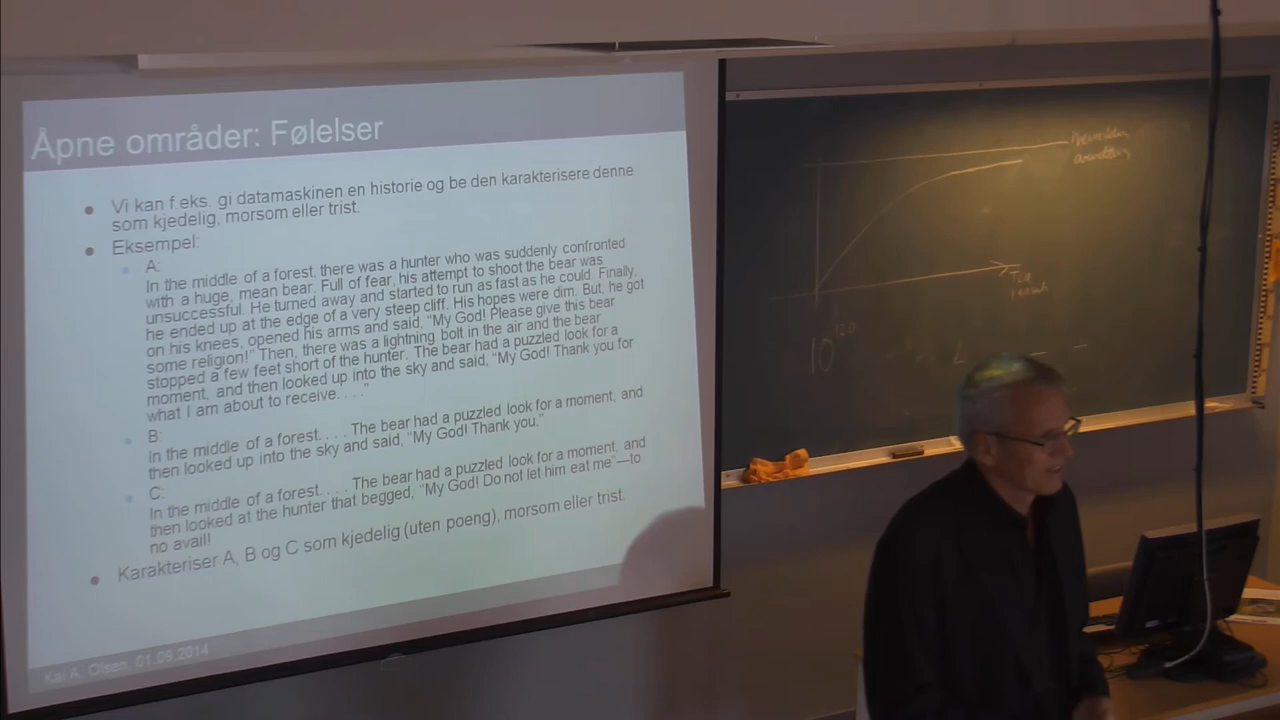 Åpne områder: Følelser
Vi kan f.eks. gi datamaskinen en historie og be den karakterisere denne
som kjedelig, morsom eller trist.
Eksempel:
A:
In the middle of a forest, there was a hunter who was suddenly confronted
with a huge, mean bear. Full of fear, his attempt to shoot the bear was
unsuccessful. He turned away and started to run as fast as he could. Finally,
he ended up at the edge of a very steep cliff. His hopes were dim. But, he got
on his knees, opened his arms and said, “My God! Please give this bear
some religion!” Then, there was a lightning bolt in the air and the bear
stopped a few feet short of the hunter. The bear had a puzzled look for a
moment, and then looked up into the sky and said, “My God! Thank you for
what I am about to receive. . . .”
B:
In the middle of a forest. . . . The bear had a puzzled look for a moment, and
then looked up into the sky and said, “My God! Thank you.”
C:
In the middle of a forest. . . . The bear had a puzzled look for a moment, and
then looked at the hunter that begged, “My God! Do not let him eat me”—to
no avail!
Karakteriser A, B og C som kjedelig (uten poeng), morsom eller trist.
Kai A. Olsen, 01.09.2014
10^120